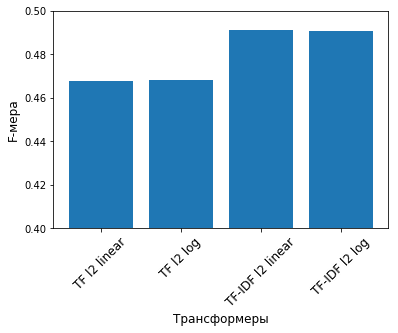 0.50
0.48
0.46
0.44
0.42
0.40
F-мера
TF l2 linear
TF l2 log
TF-IDF l2 linear
TF-IDF l2 log
Трансформеры